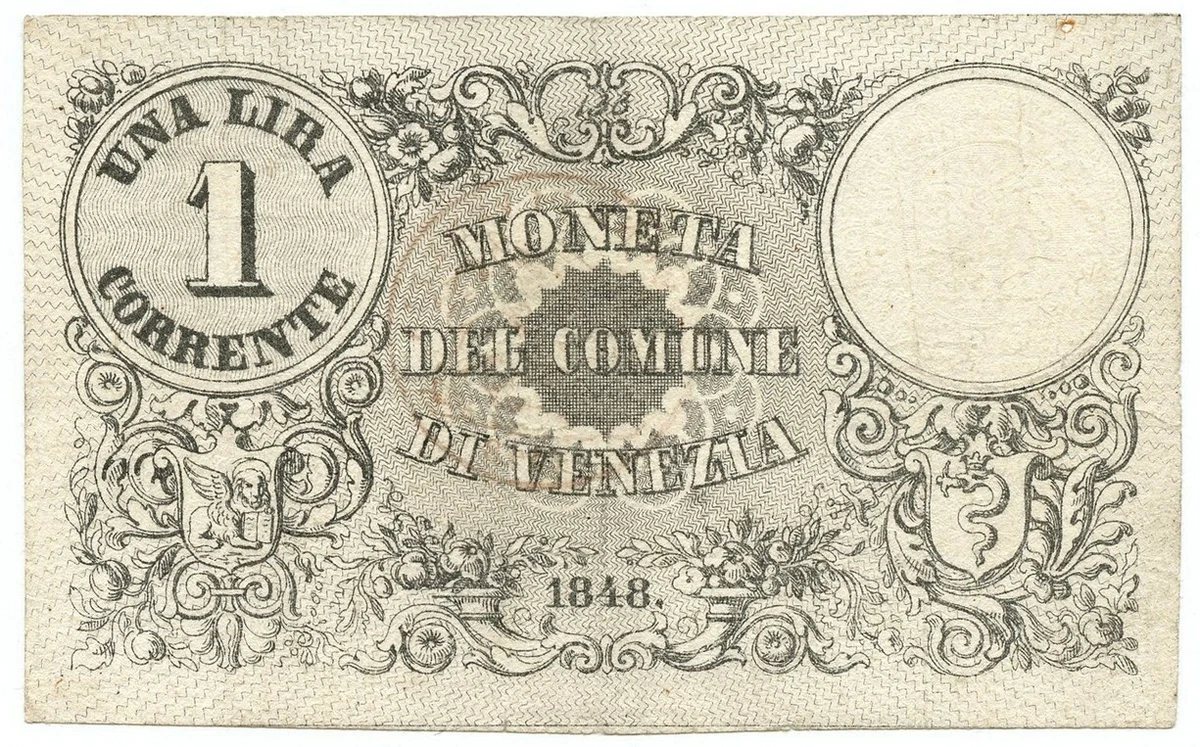 UNA LIRA
1
CORRENTE
MONETA
DEL COMUNE
DI VENEZIA
1848.